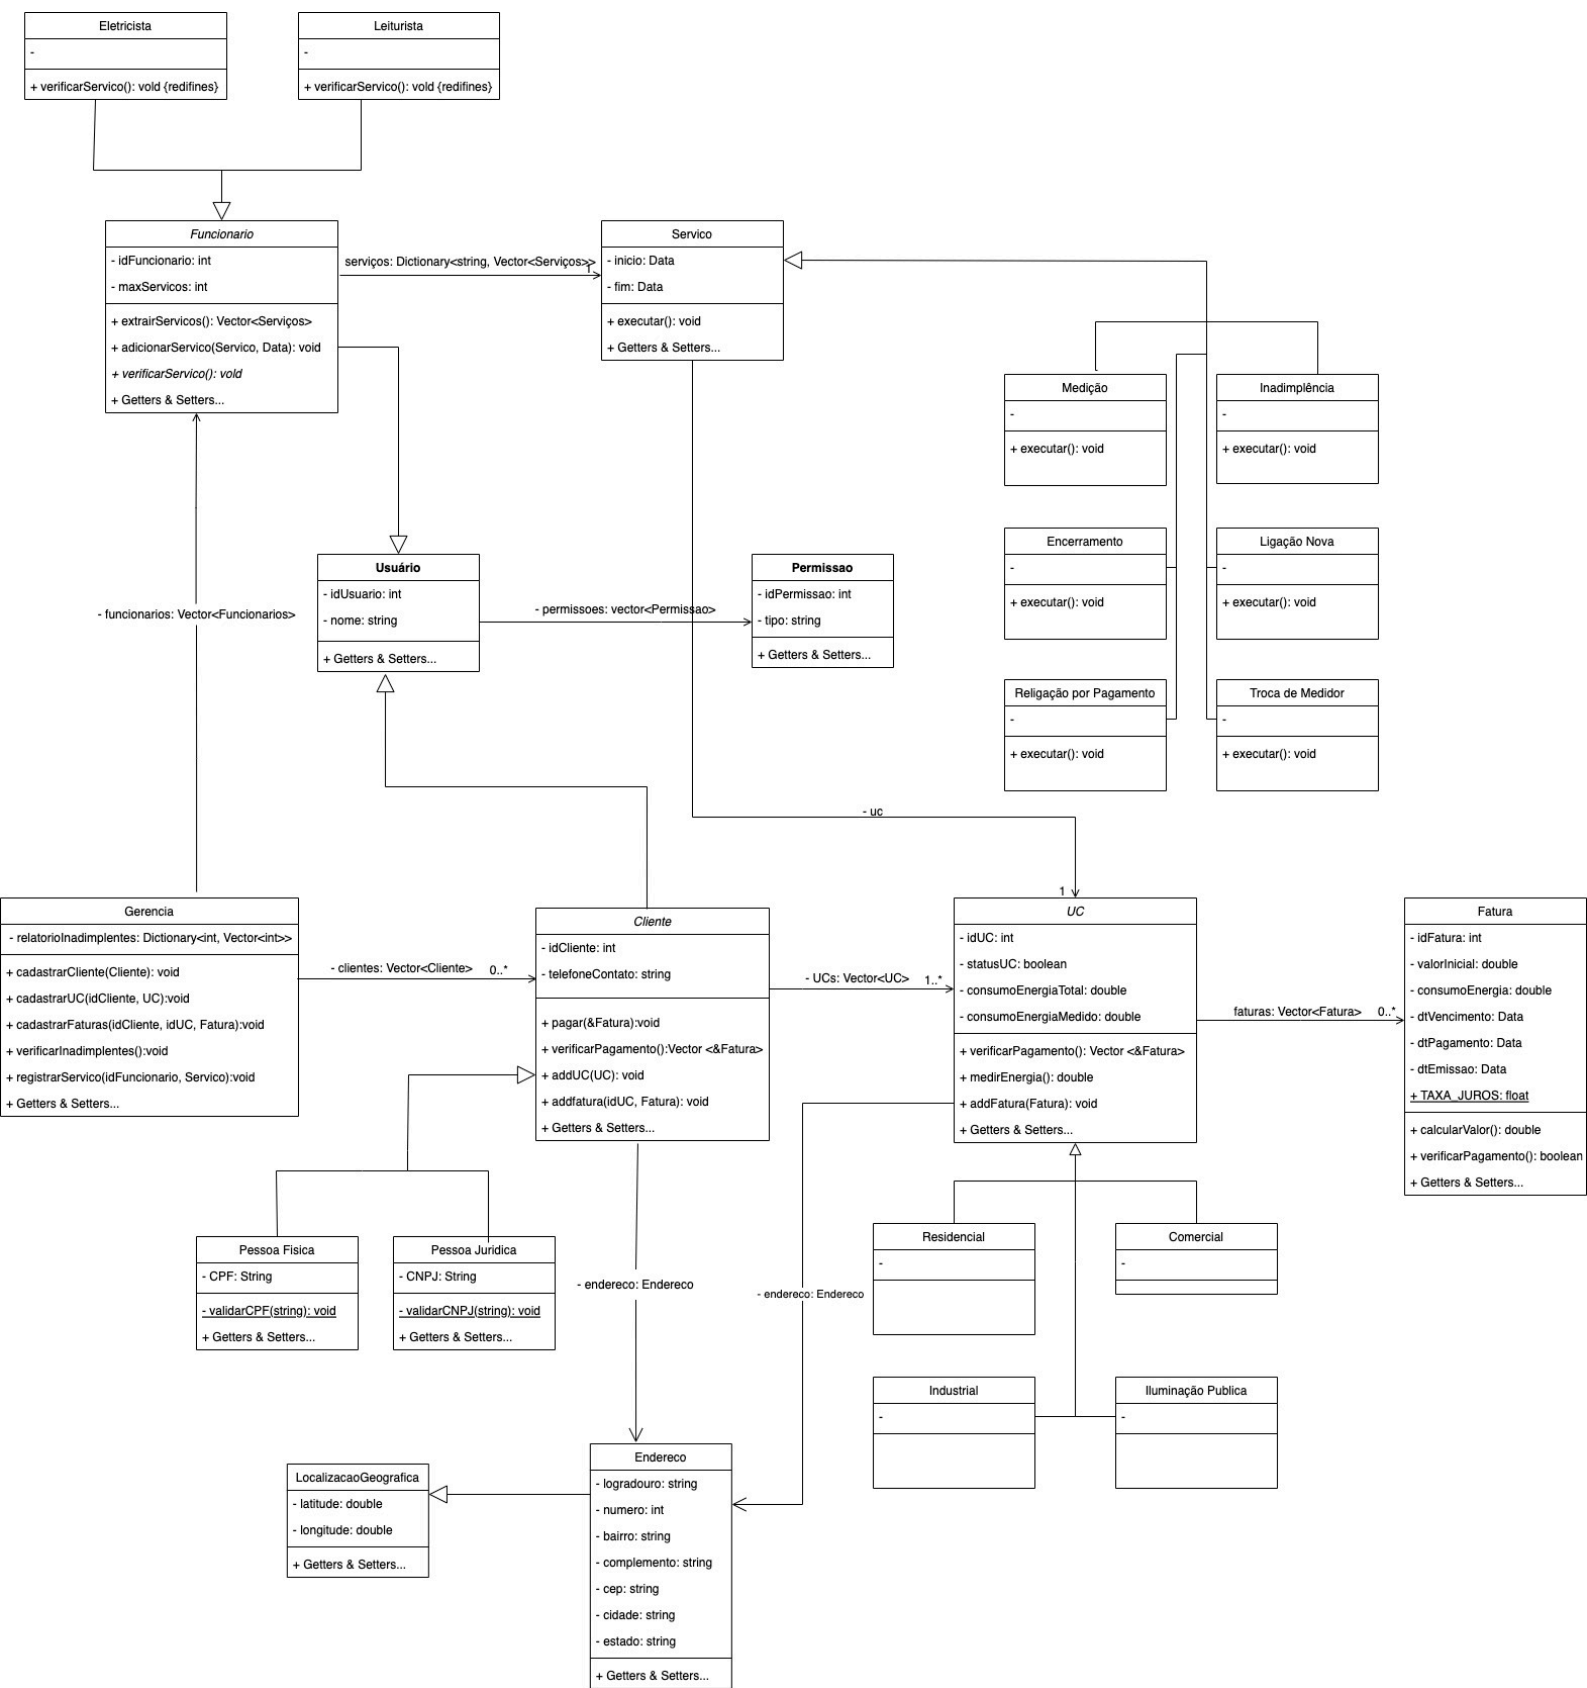 Eletricista
-
+ verificarServico(): vold {redifines}
Leiturista
-
+ verificarServico(): vold {redifines}
Funcionario
- idFuncionario: int
- maxServicos: int
+ extrairServicos(): Vector<Serviços>
+ adicionarServico(Servico, Data): void
+ verificarServico(): vold
+ Getters & Setters...
serviços: Dictionary<string, Vector<Serviços>>
1
Servico
- inicio: Data
- fim: Data
+ executar(): void
+ Getters & Setters...
Medição
-
+ executar(): void
Inadimplência
-
+ executar(): void
Encerramento
-
+ executar(): void
Ligação Nova
-
+ executar(): void
Religação por Pagamento
-
+ executar(): void
Troca de Medidor
-
+ executar(): void
Usuário
- idUsuario: int
- nome: string
+ Getters & Setters...
- permissoes: vector<Permissao>
Permissao
- idPermissao: int
- tipo: string
+ Getters & Setters...
- funcionarios: Vector<Funcionarios>
- uc
1
Gerencia
- relatorioInadimplentes: Dictionary<int, Vector<int>>
+ cadastrarCliente(Cliente): void
+ cadastrarUC(idCliente, UC):void
+ cadastrarFaturas(idCliente, idUC, Fatura):void
+ verificarInadimplentes():void
+ registrarServico(idFuncionario, Servico):void
+ Getters & Setters...
- clientes: Vector<Cliente>
0..*
Cliente
- idCliente: int
- telefoneContato: string
+ pagar(&Fatura):void
+ verificarPagamento():Vector <&Fatura>
+ addUC(UC): void
+ addfatura(idUC, Fatura): void
+ Getters & Setters...
- UCs: Vector<UC>
1..*
UC
- idUC: int
- statusUC: boolean
- consumoEnergiaTotal: double
- consumoEnergiaMedido: double
+ verificarPagamento(): Vector <&Fatura>
+ medirEnergia(): double
+ addFatura(Fatura): void
+ Getters & Setters...
faturas: Vector<Fatura>
0..*
Fatura
- idFatura: int
- valorInicial: double
- consumoEnergia: double
- dtVencimento: Data
- dtPagamento: Data
- dtEmissao: Data
+ TAXA_JUROS: float
+ calcularValor(): double
+ verificarPagamento(): boolean
+ Getters & Setters...
Pessoa Fisica
- CPF: String
- validarCPF(string): void
+ Getters & Setters...
Pessoa Juridica
- CNPJ: String
- validarCNPJ(string): void
+ Getters & Setters...
- endereco: Endereco
- endereco: Endereco
Residencial
-
Comercial
-
Industrial
-
Iluminação Publica
-
LocalizacaoGeografica
- latitude: double
- longitude: double
+ Getters & Setters...
Endereco
- logradouro: string
- numero: int
- bairro: string
- complemento: string
- cep: string
- cidade: string
- estado: string
+ Getters & Setters...